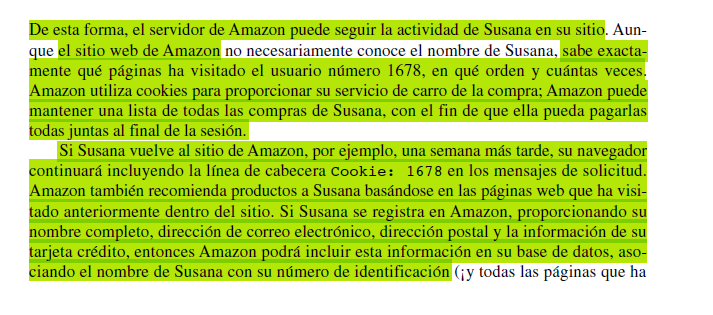 De esta forma, el servidor de Amazon puede seguir la actividad de Susana en su sitio. Aun-
que el sitio web de Amazon no necesariamente conoce el nombre de Susana, sabe exacta-
mente qué páginas ha visitado el usuario número 1678, en qué orden y cuántas veces.
Amazon utiliza cookies para proporcionar su servicio de carro de la compra; Amazon puede
mantener una lista de todas las compras de Susana, con el fin de que ella pueda pagarlas
todas juntas al final de la sesión.
Si Susana vuelve al sitio de Amazon, por ejemplo, una semana más tarde, su navegador
continuará incluyendo la línea de cabecera Cookie: 1678 en los mensajes de solicitud.
Amazon también recomienda productos a Susana basándose en las páginas web que ha visi-
tado anteriormente dentro del sitio. Si Susana se registra en Amazon, proporcionando su
nombre completo, dirección de correo electrónico, dirección postal y la información de su
tarjeta crédito, entonces Amazon podrá incluir esta información en su base de datos, aso-
ciando el nombre de Susana con su número de identificación (¡y todas las páginas que ha